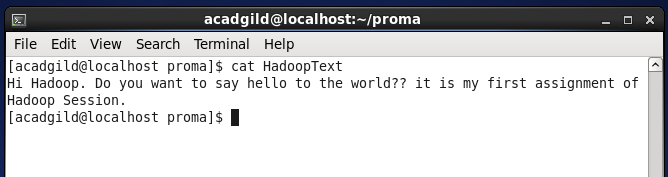 acadgild@localhost:~/proma
File Edit View Search Terminal Help
[acadgild@localhost proma]$ cat HadoopText
Hi Hadoop. Do you want to say hello to the world?? it is my first assignment of
Hadoop Session.
[acadgild@localhost proma]$